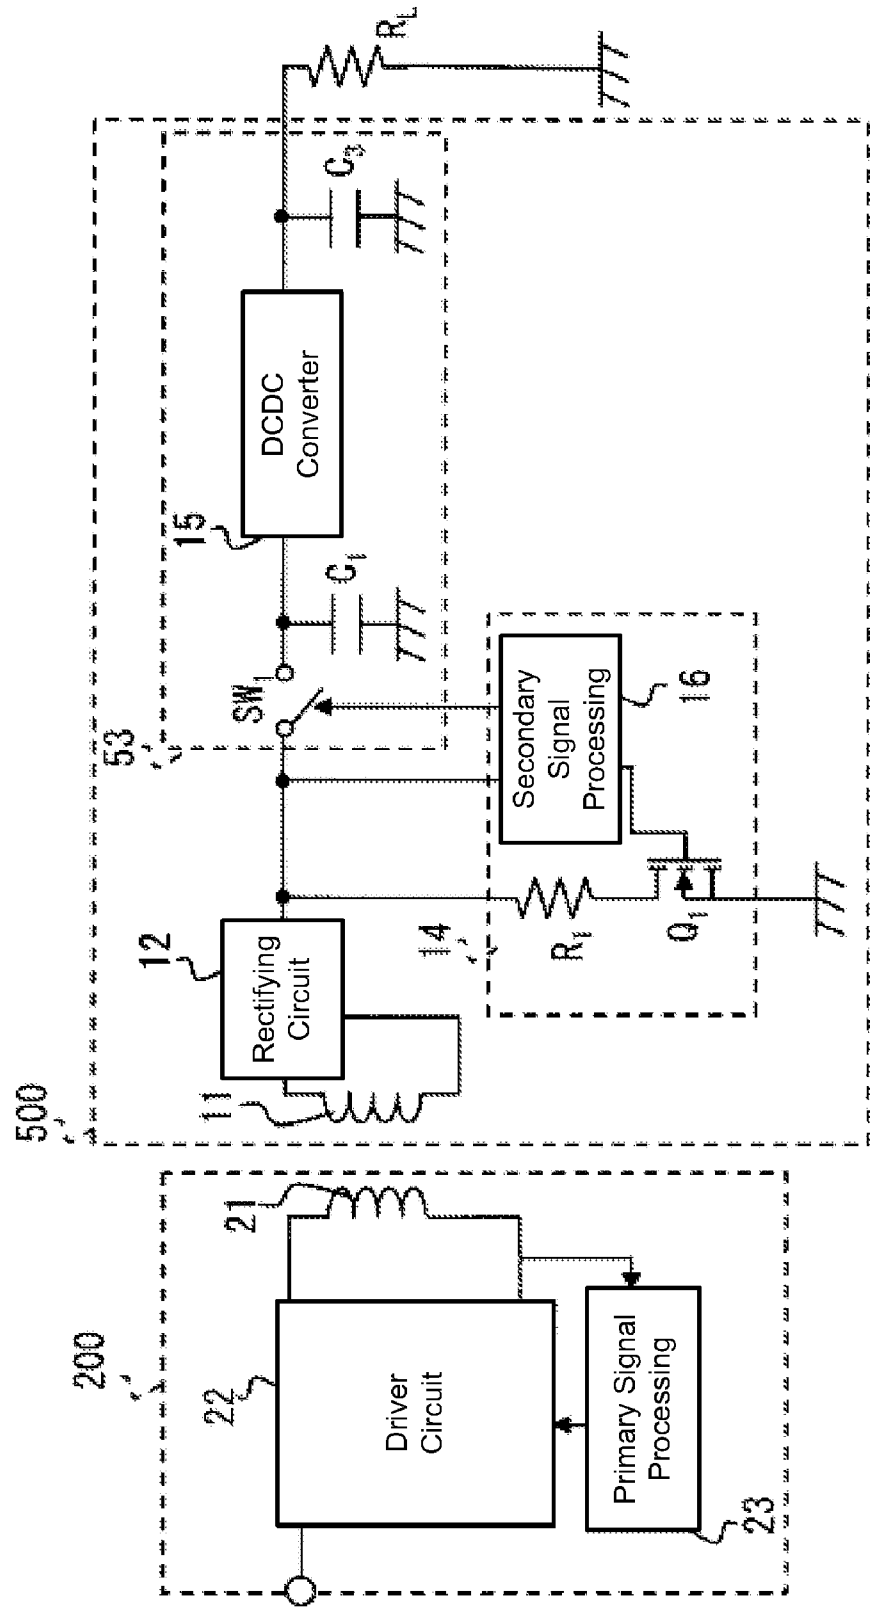 200
22
Driver
Circuit
21
Primary Signal
Processing
23
500
11
12
Rectifying
Circuit
14
R1
Q1
Secondary
Signal
Processing
16
53
SW1
C1
15
DCDC
Converter
C3
RL